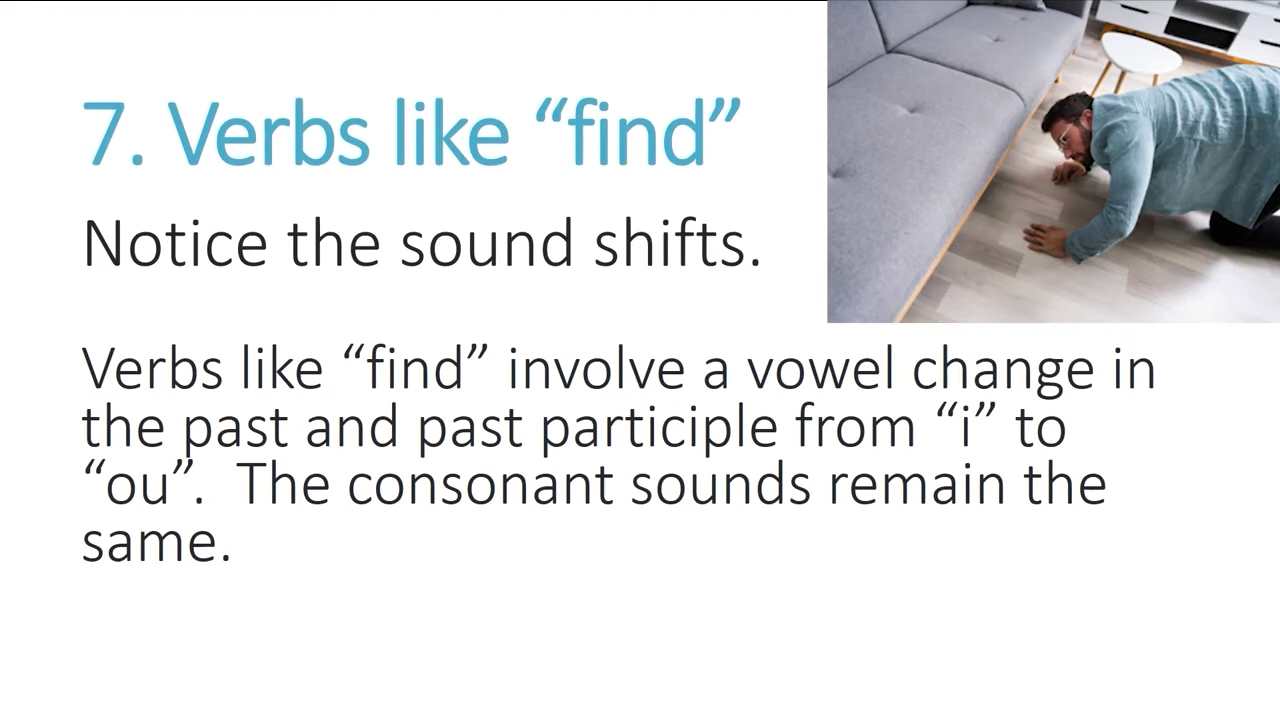 7. Verbs like “find”
Notice the sound shifts.
Verbs like “find” involve a vowel change in
the past and past participle from “i” to
“ou”.  The consonant sounds remain the
same.